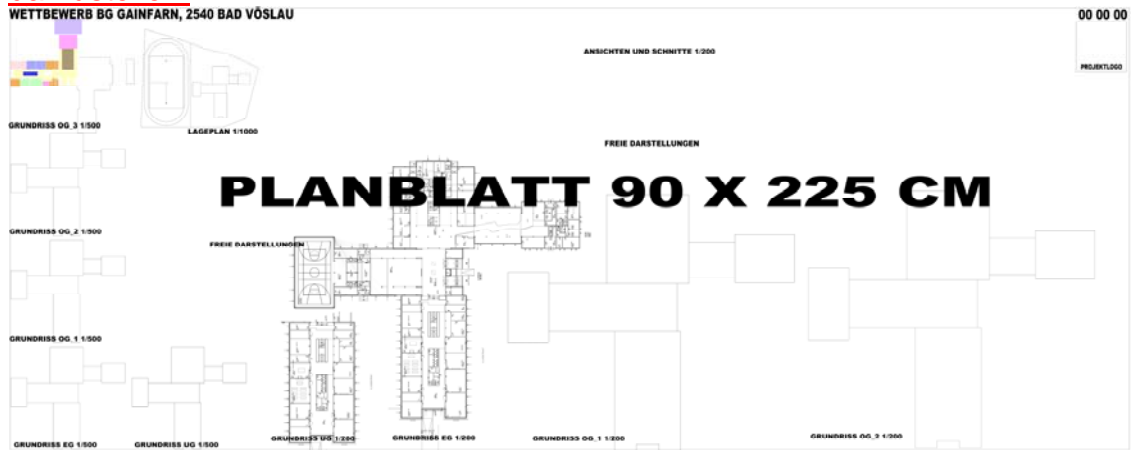 WETTBEWERB BG GAINFARN, 2540 BAD VÖSLAU
00 00 00
ANSICHTEN UND SCHNITTE 1/200
PROJEKTLOGO
GRUNDRISS OG_3 1/500
LAGEPLAN 1/1000
FREIE DARSTELLUNGEN
PLANBLATT 90 X 225 CM
GRUNDRISS OG_2 1/500
FREIE DARSTELLUNGEN
GRUNDRISS OG_1 1/500
GRUNDRISS EG 1/500
GRUNDRISS UG 1/500
GRUNDRISS UG 1/200
GRUNDRISS EG 1/200
GRUNDRISS OG_1 1/200
GRUNDRISS OG_2 1/200